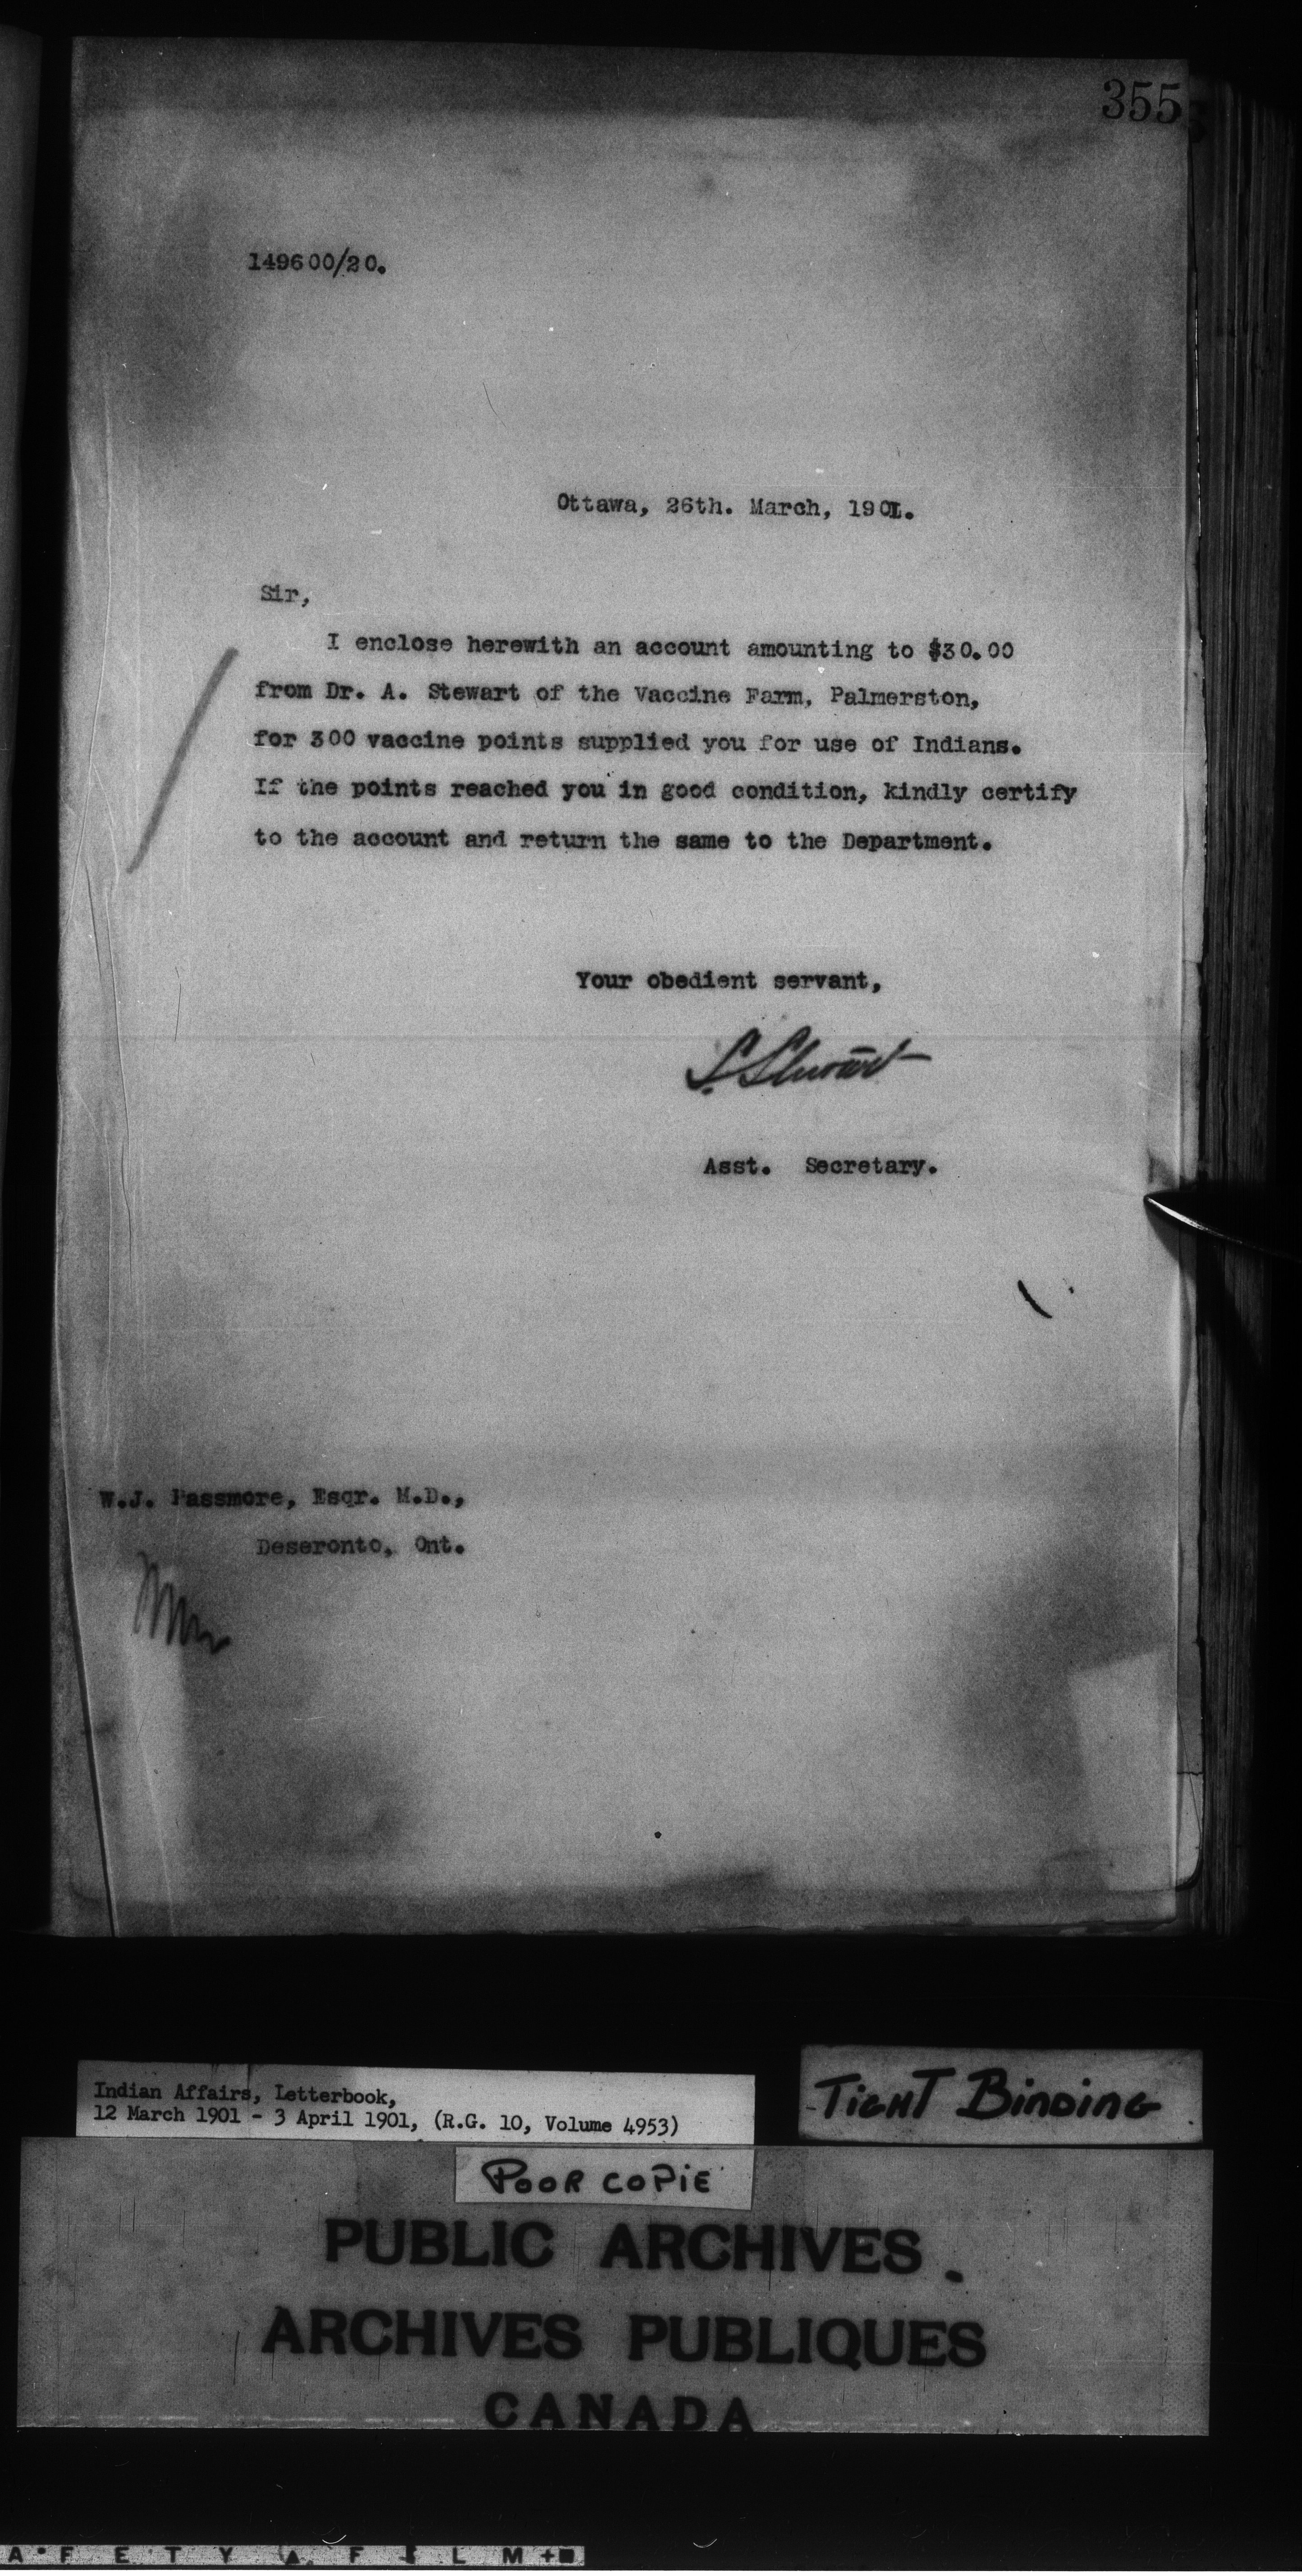 355
149600/20.
Ottawa, 26th. March, 1901.
Sir,
I enclose herewith an account amounting to $30.00
from Dr. A. Stewart of the Vaccine Farm, Palmerston,
for 300 vaccine points supplied you for use of Indians.
If the points reached you in good condition, kindly certify
to the account and return the same to the Department.
Your obedient servant,
S. Stewart
Asst. Secretary.
W.J. Passmore, Esqr. M.D.,
Deseronto, Ont.
Indian Affairs, Letterbook,
12 March 1901 - 3 April 1901, (R.G. 10, Volume 4953)
TIGHT BINDING
POOR COPIE
PUBLIC ARCHIVES
ARCHIVES PUBLIQUES
CANADA
A F E T Y F I L M